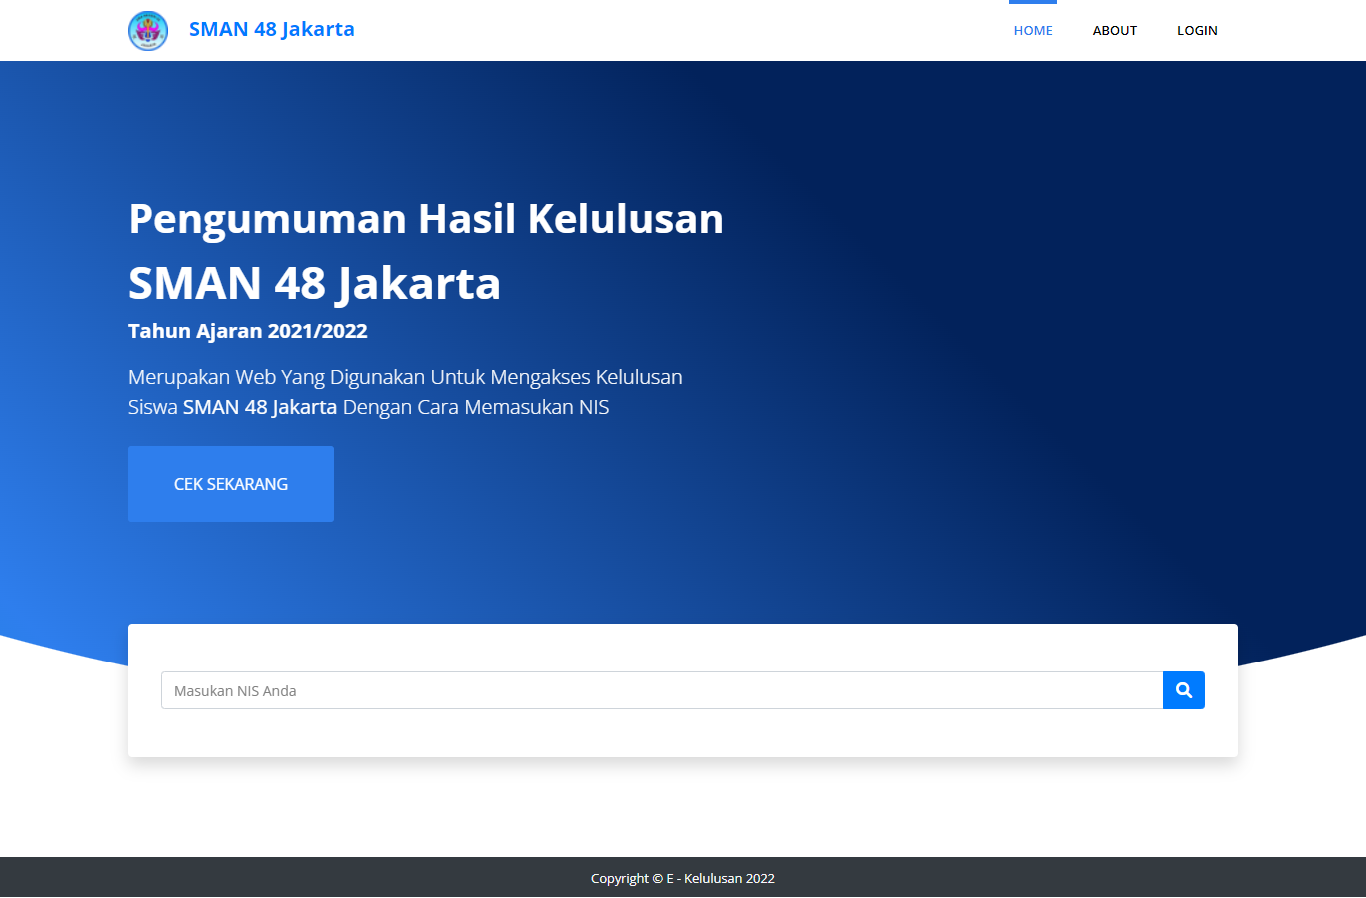 SMAN 48 Jakarta
HOME ABOUT LOGIN
Pengumuman Hasil Kelulusan
SMAN 48 Jakarta
Tahun Ajaran 2021/2022
Merupakan Web Yang Digunakan Untuk Mengakses Kelulusan
Siswa SMAN 48 Jakarta Dengan Cara Memasukan NIS
CEK SEKARANG
Masukan NIS Anda
Copyright © E - Kelulusan 2022